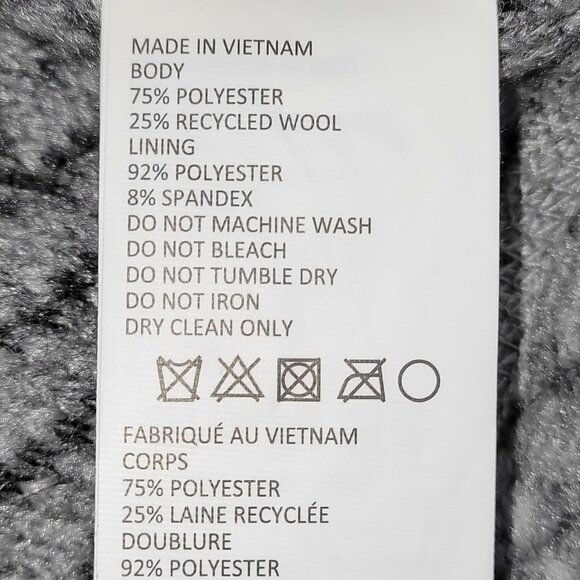 MADE IN VIETNAM
BODY
75% POLYESTER
25% RECYCLED WOOL
LINING
92% POLYESTER
8% SPANDEX
DO NOT MACHINE WASH
DO NOT BLEACH
DO NOT TUMBLE DRY
DO NOT IRON
DRY CLEAN ONLY
FABRIQUÉ AU VIETNAM
CORPS
75% POLYESTER
25% LAINE RECYCLÉE
DOUBLURE
92% POLYESTER